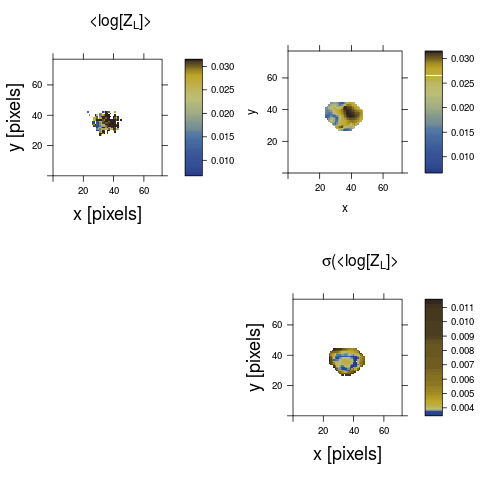 <log[Z_L]>
y [pixels]
60
40
20
20 40 60
x [pixels]
0.030
0.025
0.020
0.015
0.010
y
60
40
20
20 40 60
x
0.030
0.025
0.020
0.015
0.010
σ(<log[Z_L]>
y [pixels]
60
40
20
20 40 60
x [pixels]
0.011
0.010
0.009
0.008
0.007
0.006
0.005
0.004